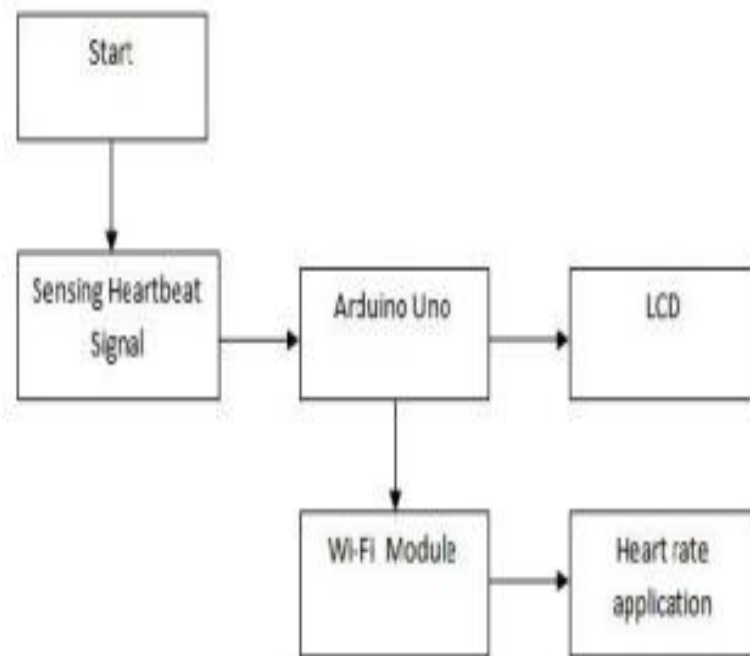 Start
Sensing Heartbeat
Signal
Arduino Uno
LCD
Wi-Fi Module
Heart rate
application